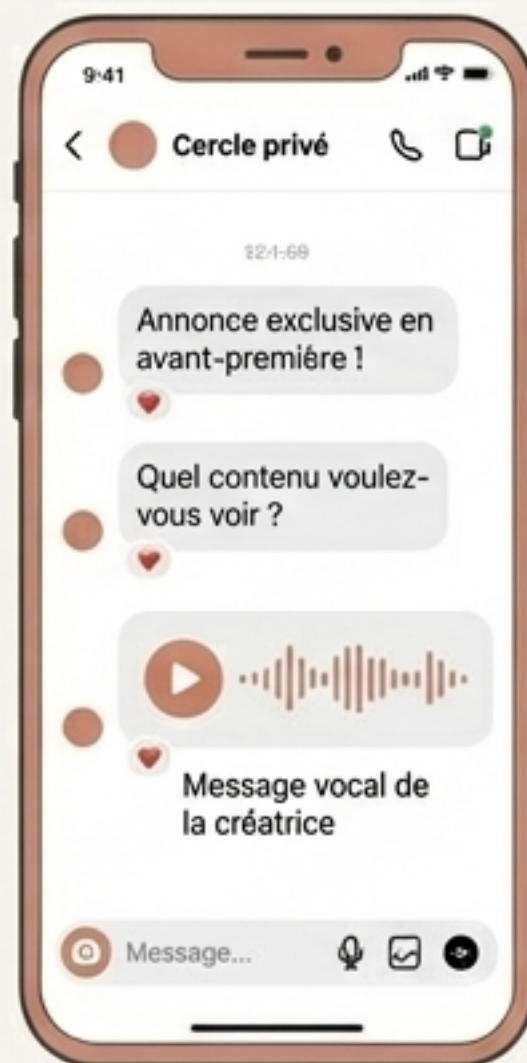 9:41
Cercle privé
Annonce exclusive en
avant-première !
Quel contenu voulez-
vous voir ?
Message vocal de
la créatrice
Message...